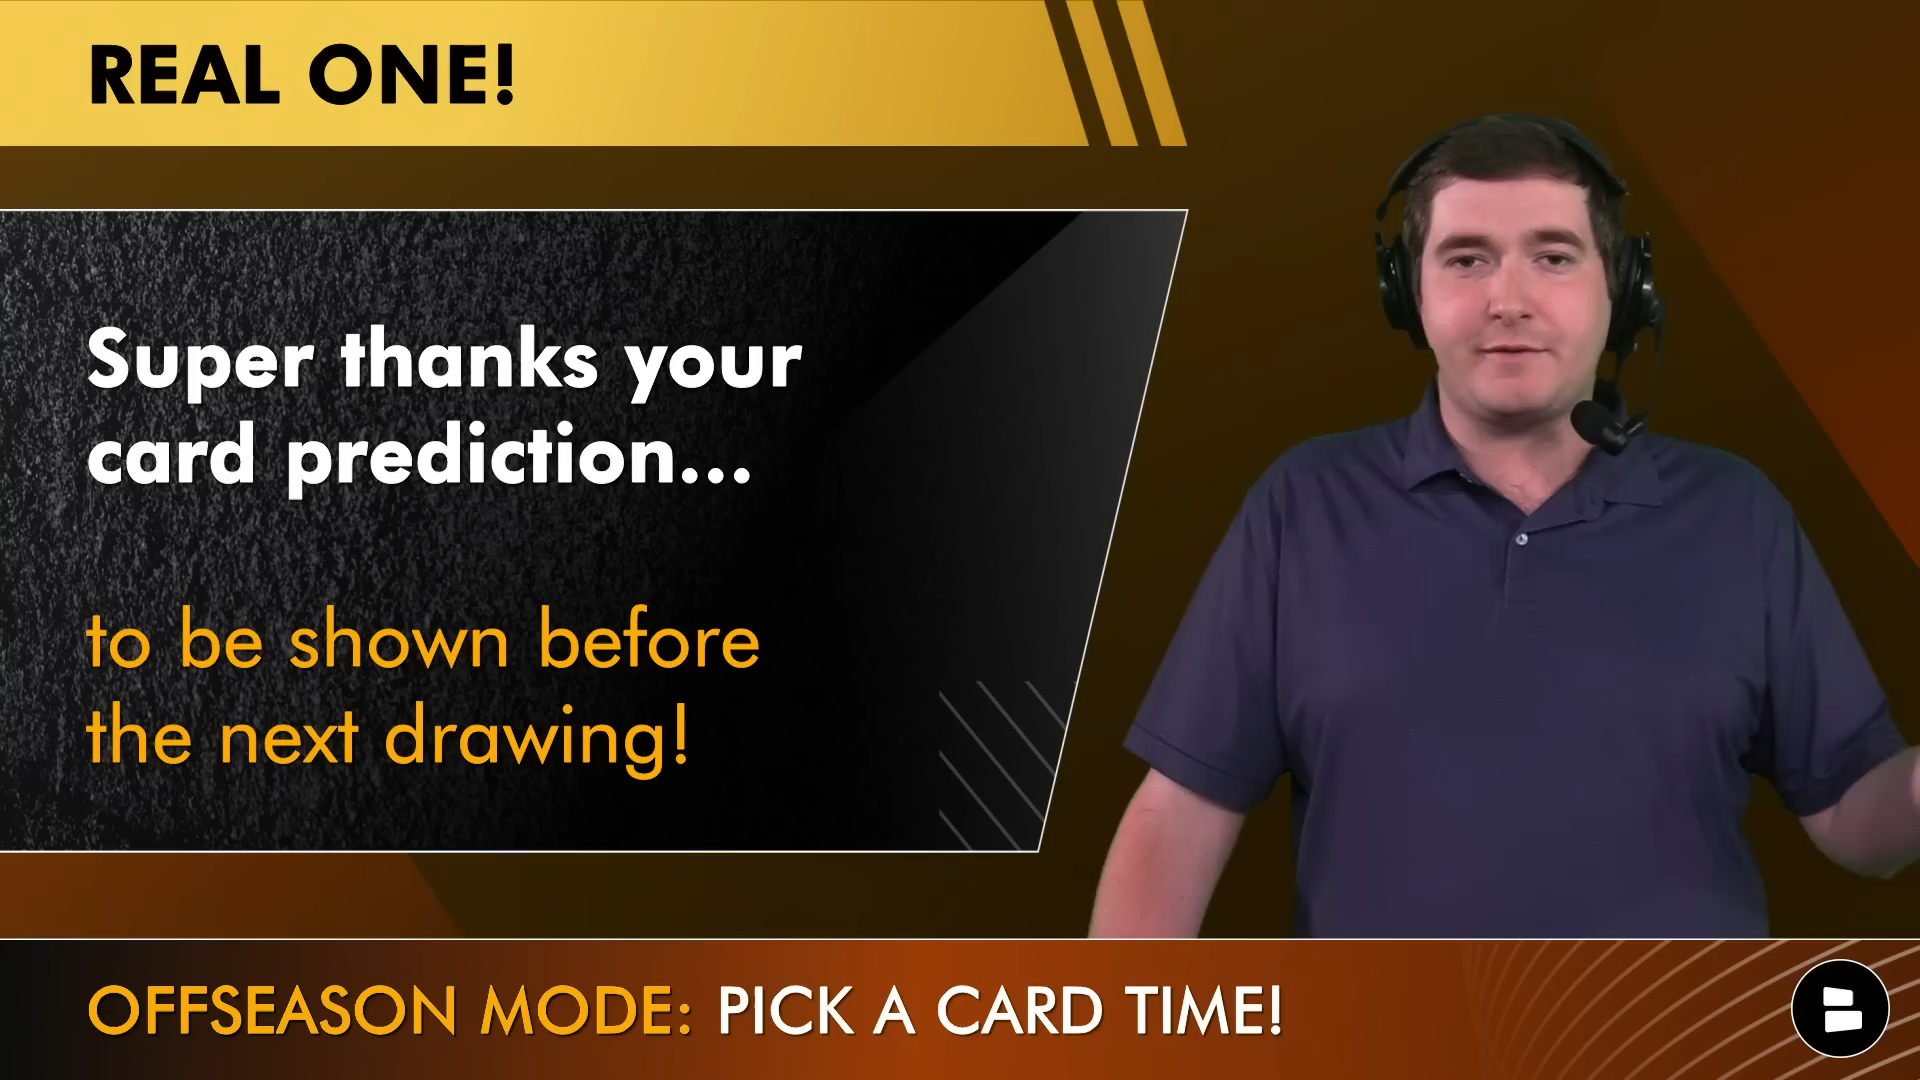 REAL ONE!
Super thanks your
card prediction...
to be shown before
the next drawing!
OFFSEASON MODE: PICK A CARD TIME!